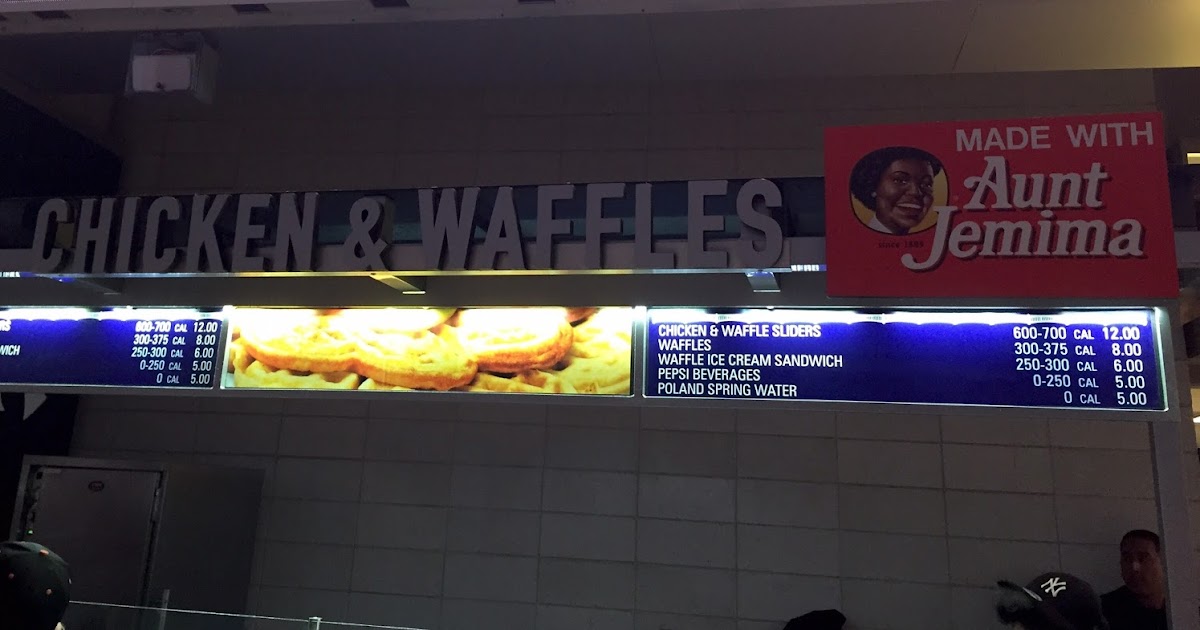 MADE WITH
Aunt
Jemima
since 1889
CHICKEN & WAFFLES
600-700 CAL 12.00
300-375 CAL 8.00
250-300 CAL 6.00
0-250 CAL 5.00
0 CAL 5.00
CHICKEN & WAFFLE SLIDERS 600-700 CAL 12.00
WAFFLES 300-375 CAL 8.00
WAFFLE ICE CREAM SANDWICH 250-300 CAL 6.00
PEPSI BEVERAGES 0-250 CAL 5.00
POLAND SPRING WATER 0 CAL 5.00
NY